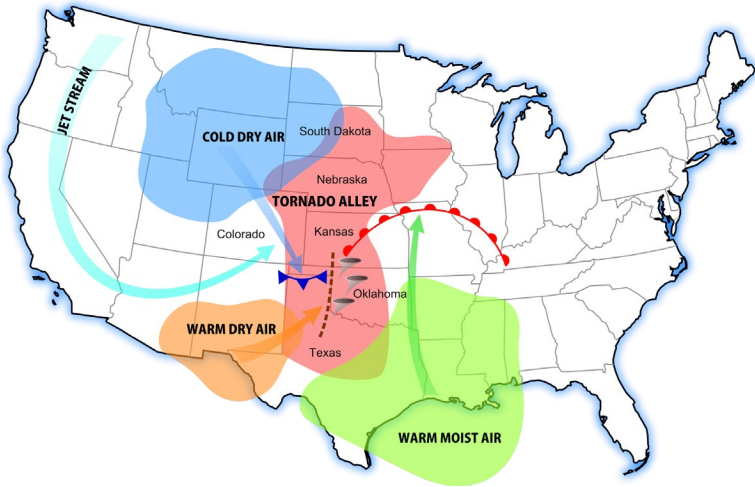 JET STREAM
COLD DRY AIR
South Dakota
Nebraska
TORNADO ALLEY
Colorado
Kansas
Oklahoma
WARM DRY AIR
Texas
WARM MOIST AIR